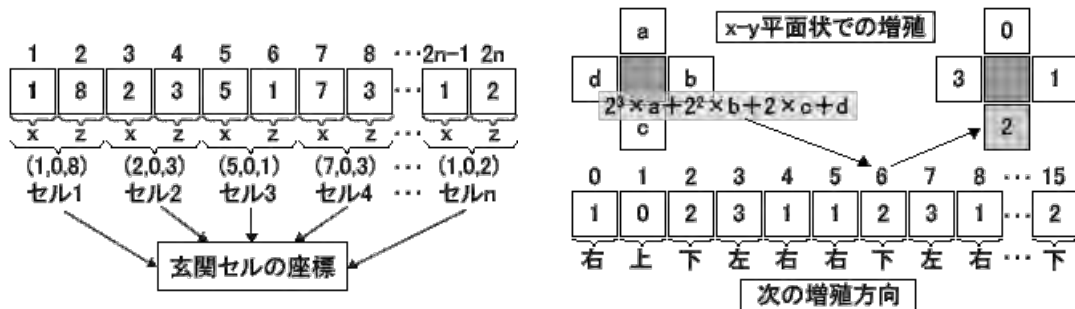 1 2 3 4 5 6 7 8 … 2n-1 2n
1 8 2 3 5 1 7 3 … 1 2
x z x z x z x z … x z
(1,0,8) (2,0,3) (5,0,1) (7,0,3) … (1,0,2)
セル1 セル2 セル3 セル4 … セルn
玄関セルの座標
x-y平面状での増殖
a
d b
2³×a+2²×b+2×c+d
c
0
3 1
2
0 1 2 3 4 5 6 7 8 … 15
1 0 2 3 1 1 2 3 1 … 2
右 上 下 左 右 右 下 左 右 … 下
次の増殖方向